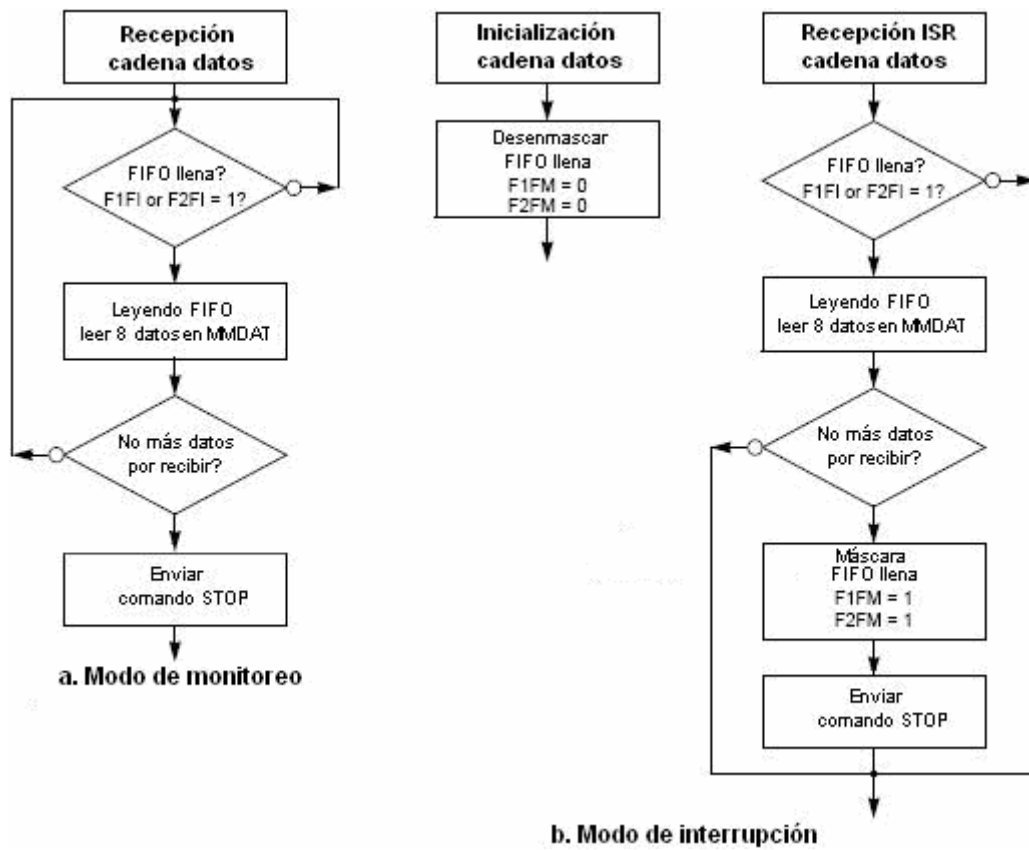 Recepción
cadena datos
FIFO llena?
F1FI or F2FI = 1?
Leyendo FIFO
leer 8 datos en MMDAT
No más datos
por recibir?
Enviar
comando STOP
a. Modo de monitoreo
Inicialización
cadena datos
Desenmascar
FIFO llena
F1FM = 0
F2FM = 0
Recepción ISR
cadena datos
FIFO llena?
F1FI or F2FI = 1?
Leyendo FIFO
leer 8 datos en MMDAT
No más datos
por recibir?
Máscara
FIFO llena
F1FM = 1
F2FM = 1
Enviar
comando STOP
b. Modo de interrupción